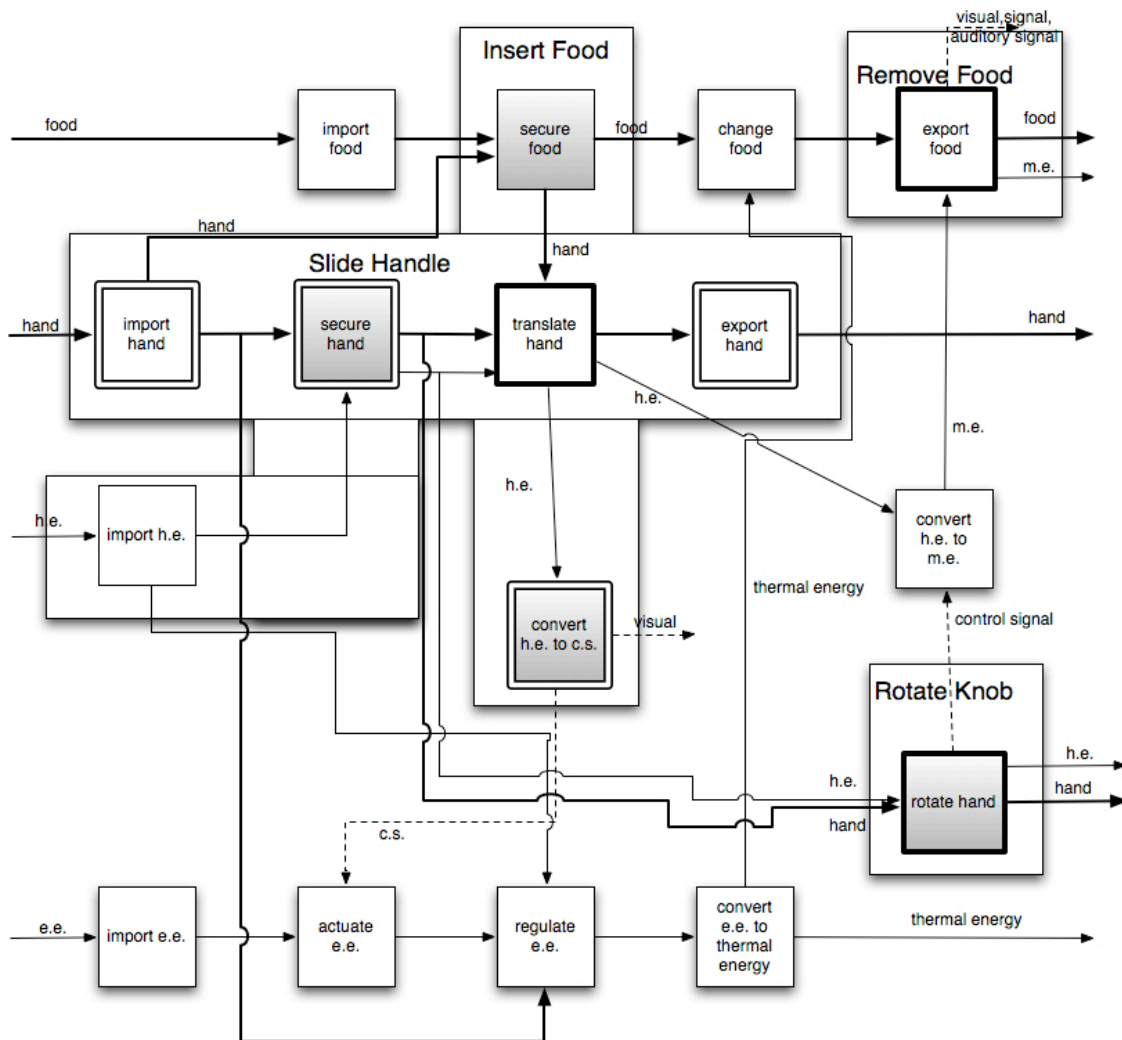 visual,signal,
auditory signal
Insert Food
Remove Food
food
import
food
secure
food
food
change
food
export
food
food
m.e.
hand
hand
Slide Handle
hand
import
hand
secure
hand
translate
hand
export
hand
hand
h.e.
m.e.
h.e.
import h.e.
h.e.
convert
h.e. to
m.e.
thermal energy
control signal
convert
h.e. to c.s.
visual
Rotate Knob
h.e.
h.e.
rotate hand
hand
hand
c.s.
e.e.
import e.e.
actuate
e.e.
regulate
e.e.
convert
e.e. to
thermal
energy
thermal energy